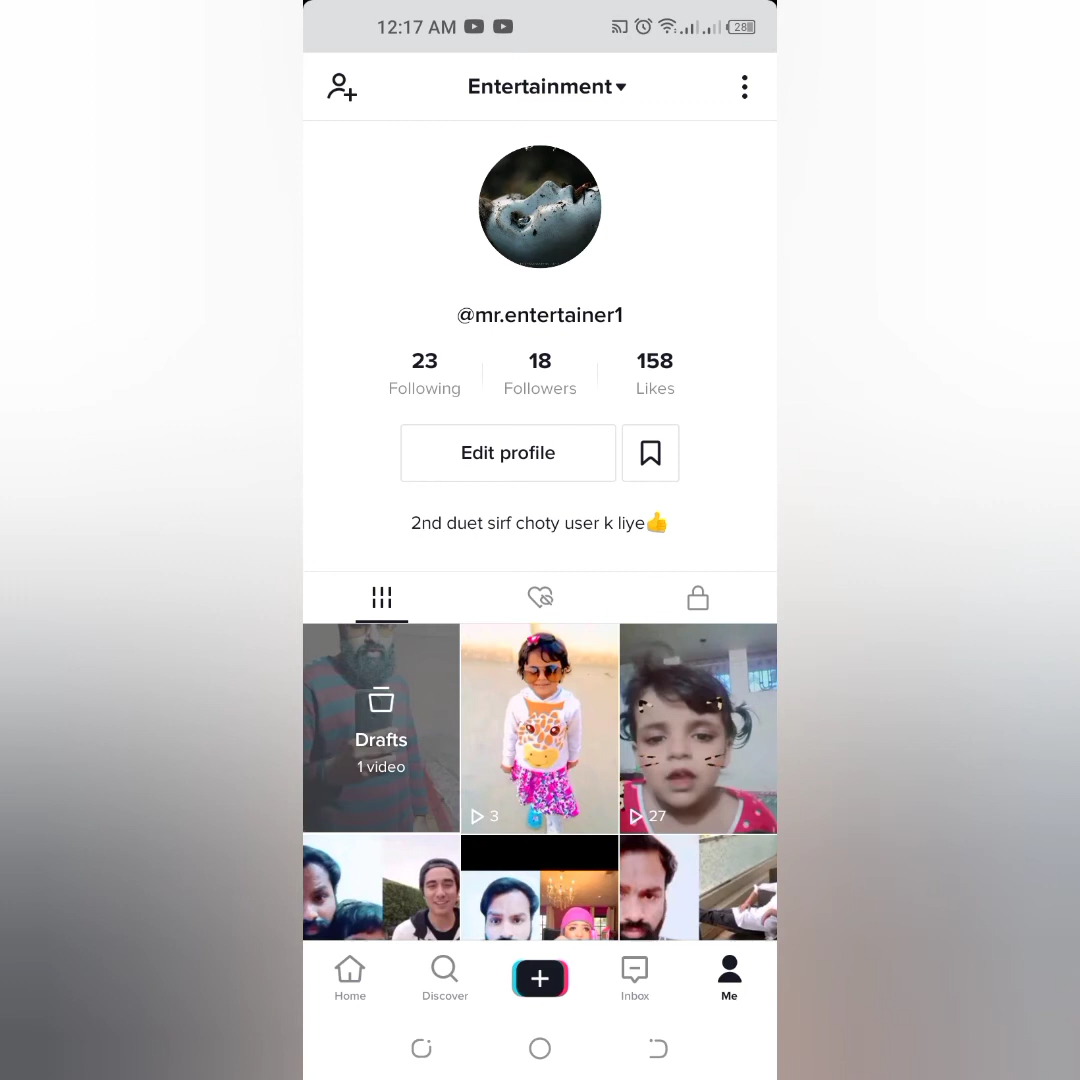 12:17 AM
28
Entertainment
@mr.entertainer1
23
18
158
Following
Followers
Likes
Edit profile
2nd duet sirf choty user k liye👍
Drafts
1 video
3
27
Home
Discover
Inbox
Me